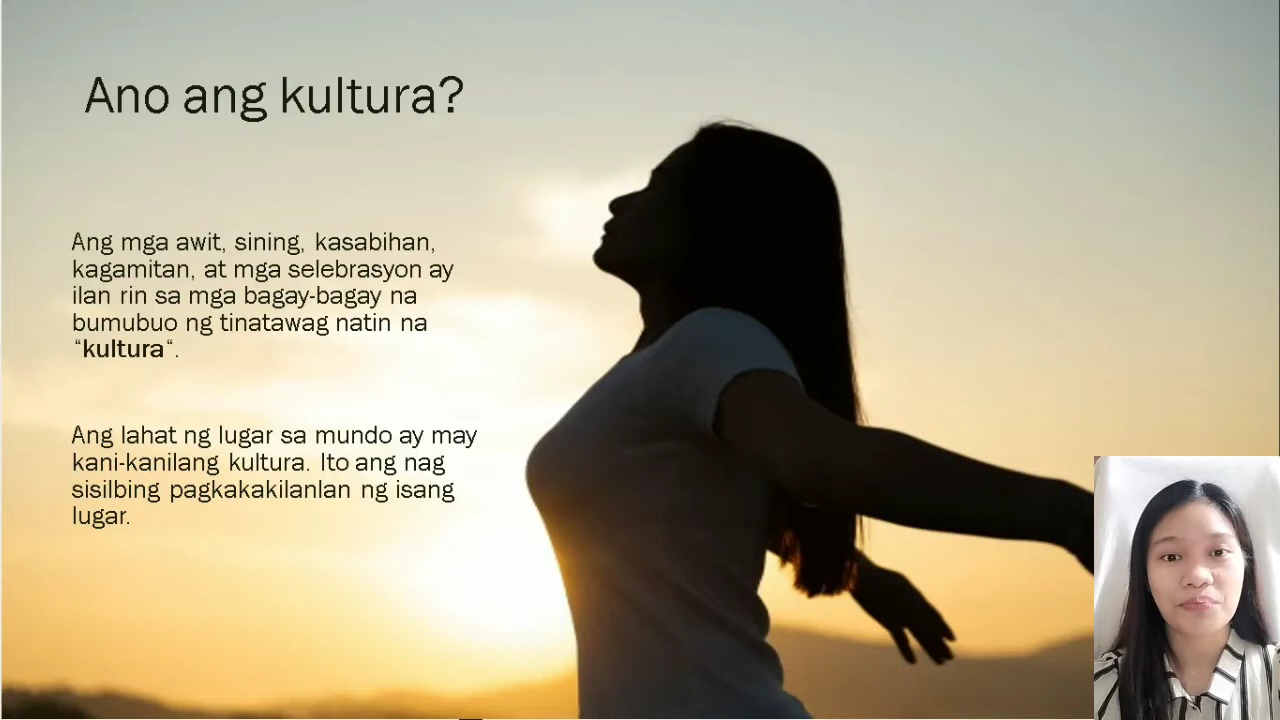 Ano ang kultura?
Ang mga awit, sining, kasabihan,
kagamitan, at mga selebrasyon ay
ilan rin sa mga bagay-bagay na
bumubuo ng tinatawag natin na
“kultura“.
Ang lahat ng lugar sa mundo ay may
kani-kanilang kultura. Ito ang nag
sisilbing pagkakakilanlan ng isang
lugar.